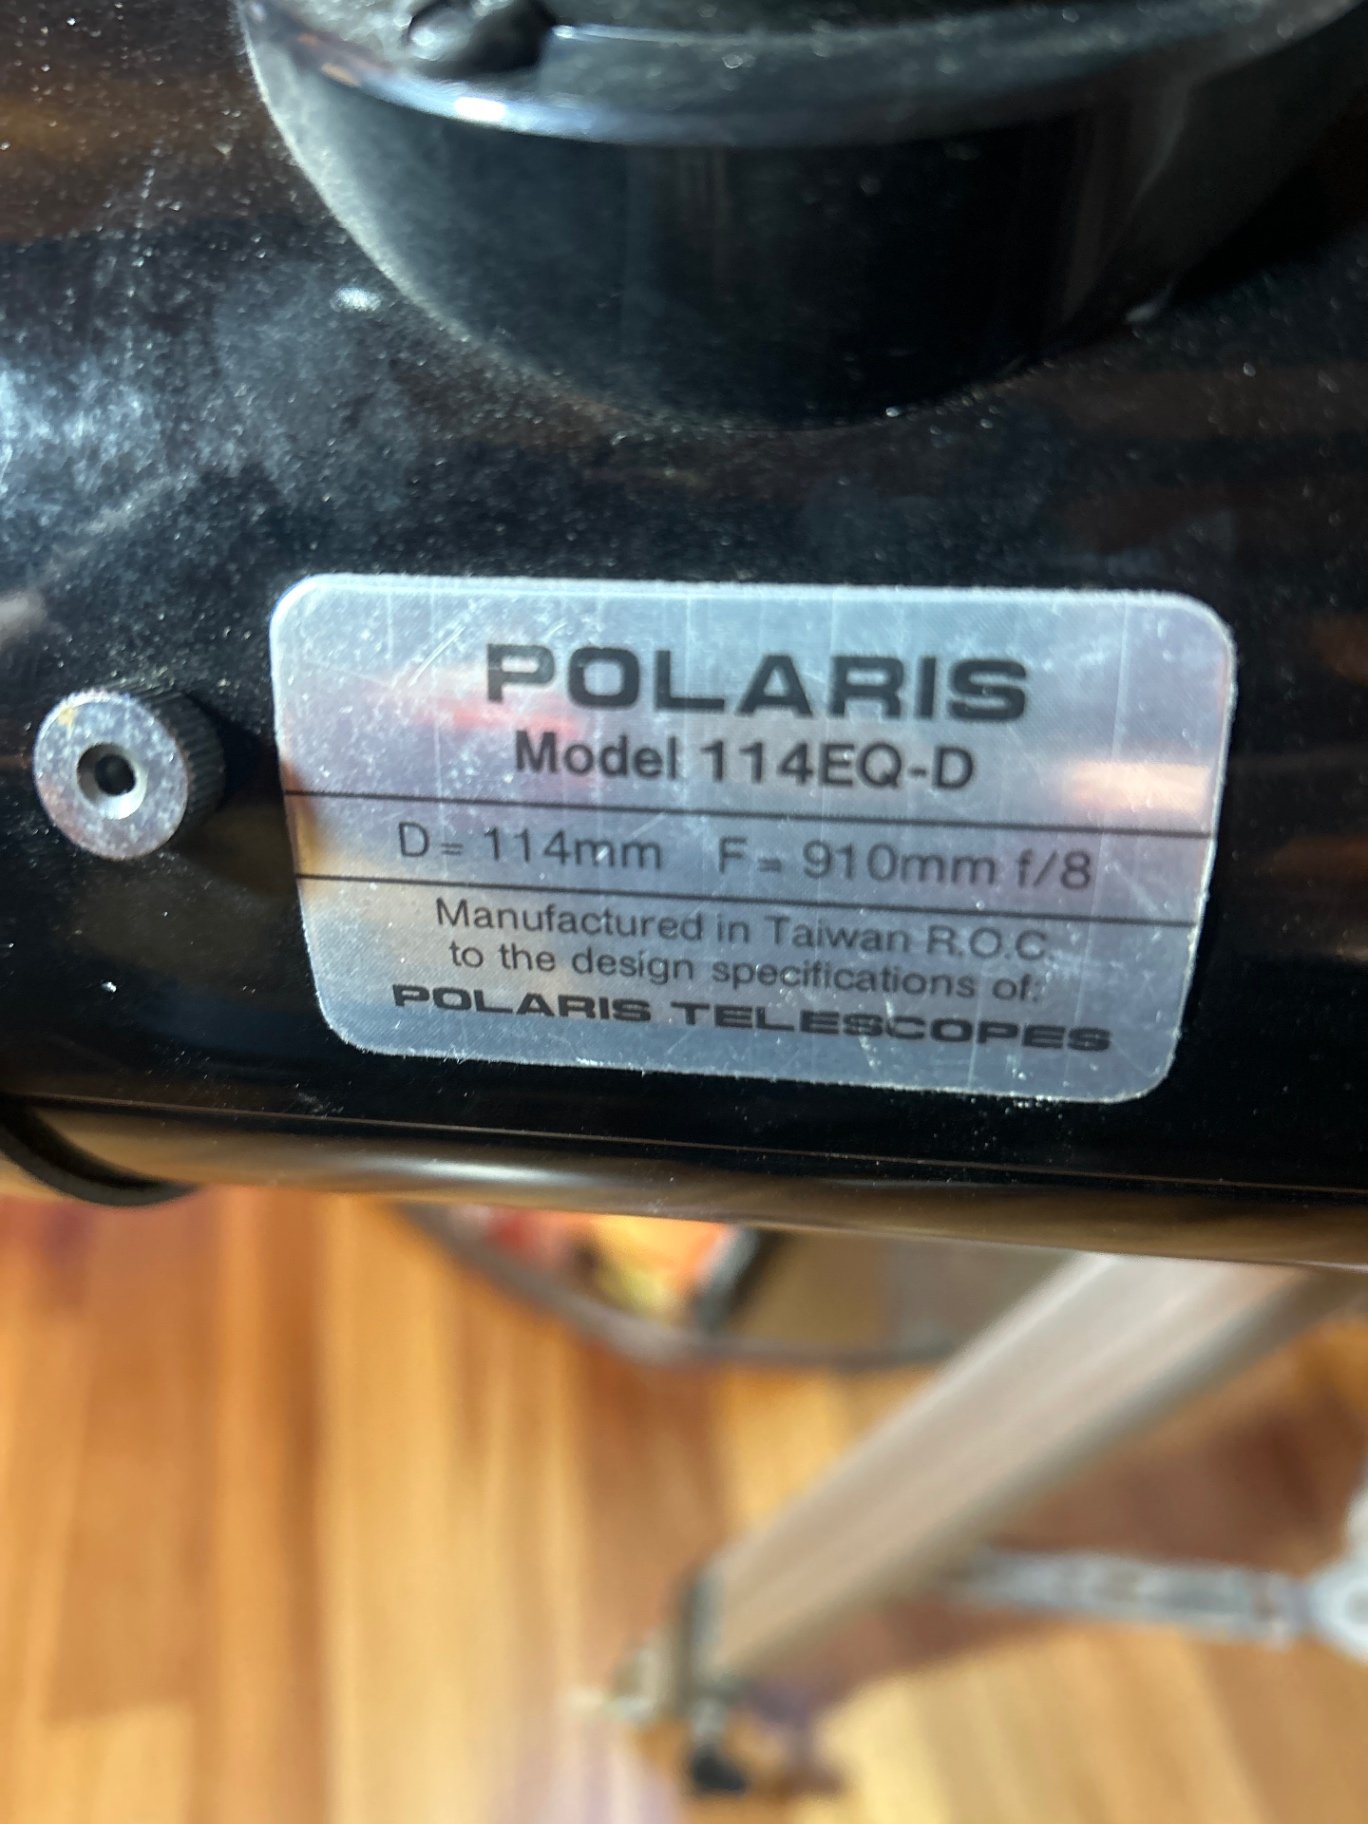 POLARIS
Model 114EQ-D
D= 114mm F= 910mm f/8
Manufactured in Taiwan R.O.C.
to the design specifications of:
POLARIS TELESCOPES